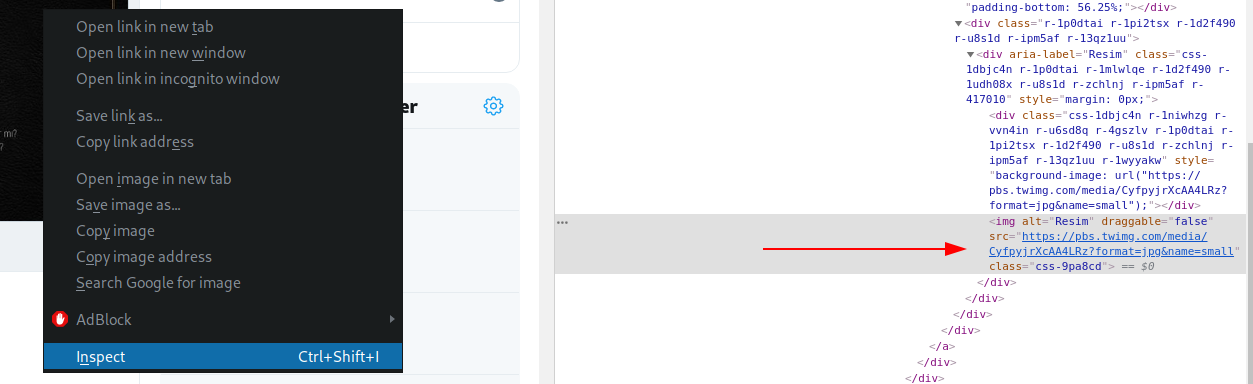 Open link in new tab
Open link in new window
Open link in incognito window
Save link as...
Copy link address
Open image in new tab
Save image as...
Copy image
Copy image address
Search Google for image
AdBlock
Inspect Ctrl+Shift+I
er
mi?
?
"padding-bottom: 56.25%;"></div>
<div class="r-1p0dtai r-1pi2tsx r-1d2f490
r-u8s1d r-ipm5af r-13qz1uu">
<div aria-label="Resim" class="css-
1dbjc4n r-1p0dtai r-1mlwlqe r-1d2f490 r-
1udh08x r-u8s1d r-zchlnj r-ipm5af r-
417010" style="margin: 0px;">
<div class="css-1dbjc4n r-1niwhzg r-
vvn4in r-u6sd8q r-4gszlv r-1p0dtai r-
1pi2tsx r-1d2f490 r-u8s1d r-zchlnj r-
ipm5af r-13qz1uu r-1wyyakw" style=
"background-image: url("https://
pbs.twimg.com/media/CyfpyjrXcAA4LRz?
format=jpg&name=small");"></div>
...
<img alt="Resim" draggable="false"
src="https://pbs.twimg.com/media/
CyfpyjrXcAA4LRz?format=jpg&name=small"
class="css-9pa8cd"> == $0
</div>
</div>
</div>
</div>
</a>
</div>
</div>